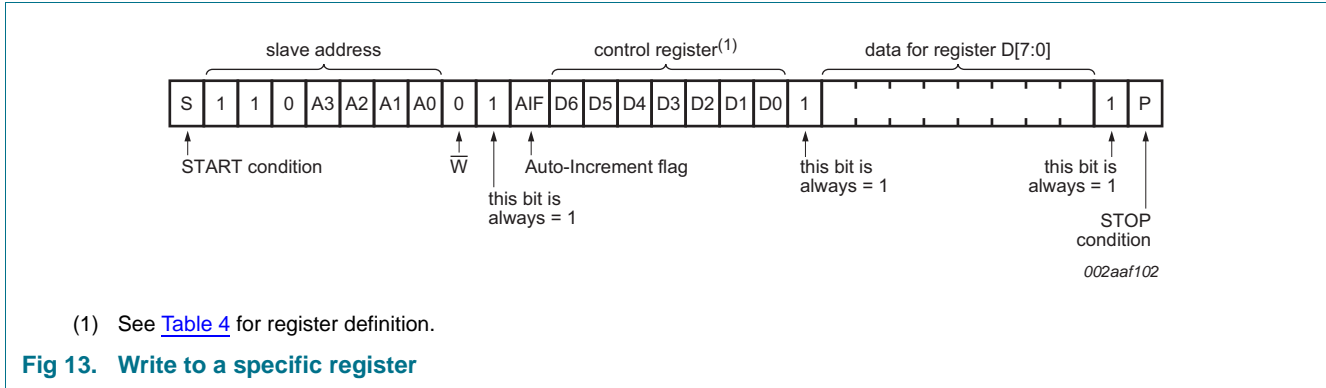 slave address control register(1) data for register D[7:0]
S 1 1 0 A3 A2 A1 A0 0 1 AIF D6 D5 D4 D3 D2 D1 D0 1 1 P
START condition W̅ Auto-Increment flag this bit is this bit is
always = 1 always = 1
this bit is
always = 1
STOP
condition
002aaf102
(1) See Table 4 for register definition.
Fig 13. Write to a specific register